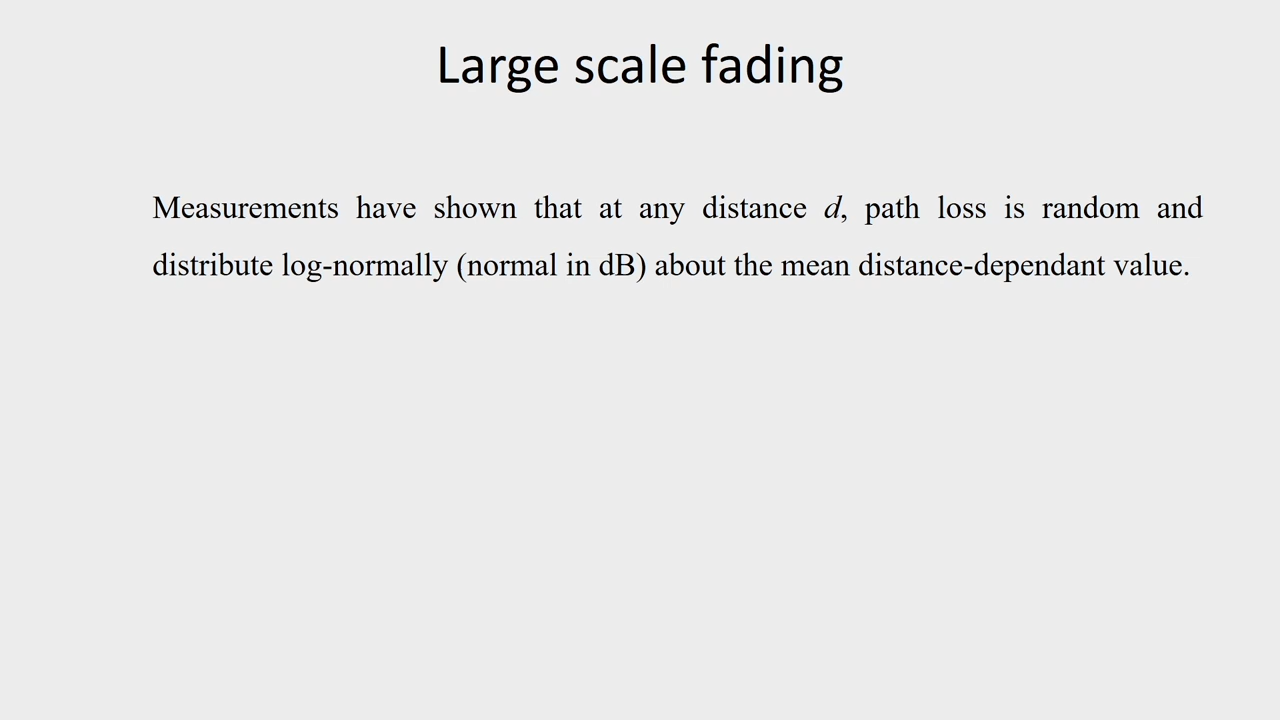 Large scale fading
Measurements have shown that at any distance d, path loss is random and
distribute log-normally (normal in dB) about the mean distance-dependant value.